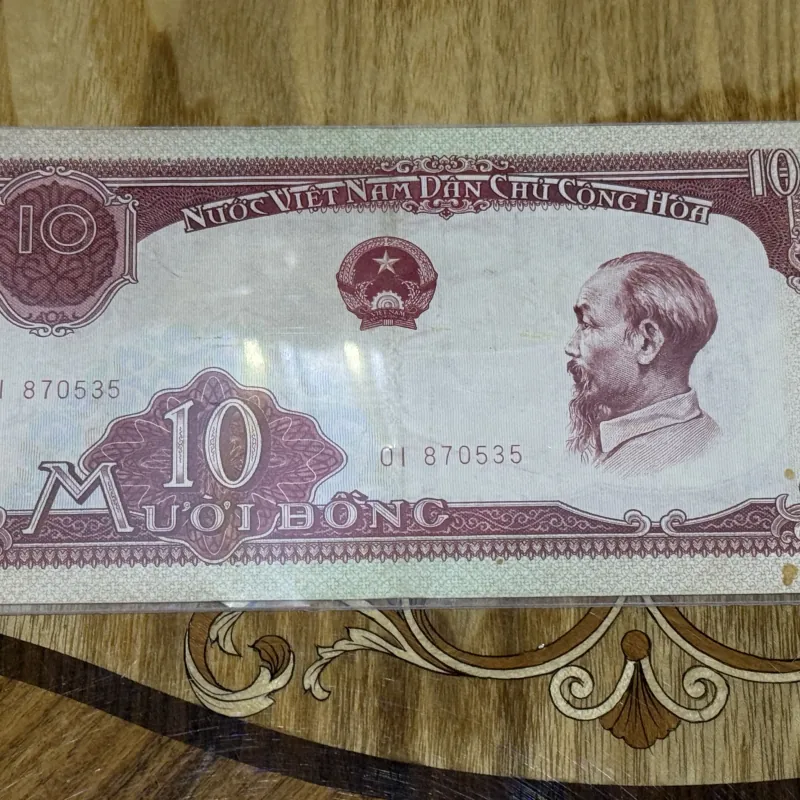 10
NƯỚC VIỆT NAM DÂN CHỦ CỘNG HÒA
10
VIỆT NAM
870535
10
OI 870535
MƯỜI ĐỒNG